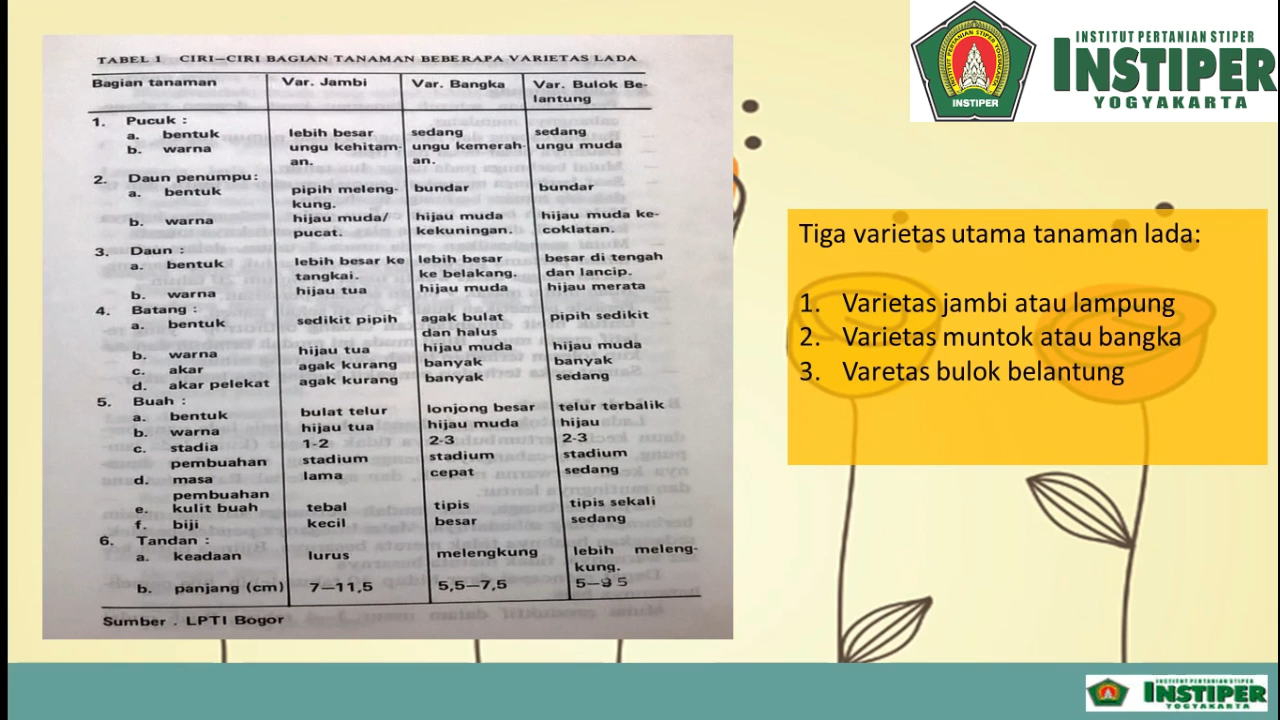 INSTITUT PERTANIAN STIPER
INSTIPER
YOGYAKARTA
INSTIPER
TABEL 1 CIRI-CIRI BAGIAN TANAMAN BEBERAPA VARIETAS LADA
Bagian tanaman Var. Jambi Var. Bangka Var. Bulok Be-
lantung
1. Pucuk :
a. bentuk lebih besar sedang sedang
b. warna ungu kehitam- ungu kemerah- ungu muda
an. an.
2. Daun penumpu:
a. bentuk pipih meleng- bundar bundar
kung.
b. warna hijau muda/ hijau muda hijau muda ke-
pucat. kekuningan. coklatan.
3. Daun :
a. bentuk lebih besar ke lebih besar besar di tengah
tangkai. ke belakang. dan lancip.
b. warna hijau tua hijau muda hijau merata
4. Batang :
a. bentuk sedikit pipih agak bulat pipih sedikit
dan halus
b. warna hijau tua hijau muda hijau muda
c. akar agak kurang banyak banyak
d. akar pelekat agak kurang banyak sedang
5. Buah :
a. bentuk bulat telur lonjong besar telur terbalik
b. warna hijau tua hijau muda hijau
c. stadia 1-2 2-3 2-3
pembuahan stadium stadium stadium
d. masa lama cepat sedang
pembuahan
e. kulit buah tebal tipis tipis sekali
f. biji kecil besar sedang
6. Tandan :
a. keadaan lurus melengkung lebih meleng-
kung.
b. panjang (cm) 7—11,5 5,5—7,5
Sumber . LPTI Bogor
Tiga varietas utama tanaman lada:
1. Varietas jambi atau lampung
2. Varietas muntok atau bangka
3. Varetas bulok belantung
INSTITUT PERTANIAN STIPER
INSTIPER
YOGYAKARTA